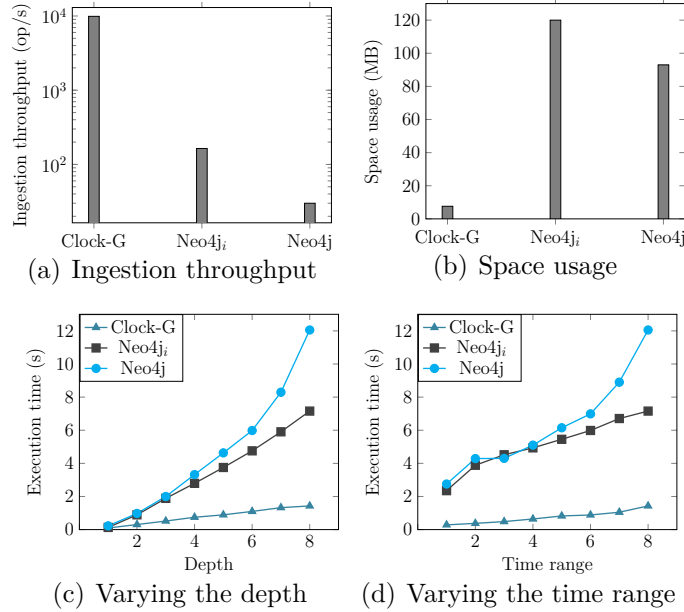 Ingestion throughput (op/s)
10^4
10^3
10^2
Clock-G
Neo4j_i
Neo4j
(a) Ingestion throughput
Space usage (MB)
120
100
80
60
40
20
0
Clock-G
Neo4j_i
Neo4j
(b) Space usage
Execution time (s)
12
10
8
6
4
2
0
Clock-G
Neo4j_i
Neo4j
2 4 6 8
Depth
(c) Varying the depth
Execution time (s)
12
10
8
6
4
2
0
Clock-G
Neo4j_i
Neo4j
2 4 6 8
Time range
(d) Varying the time range